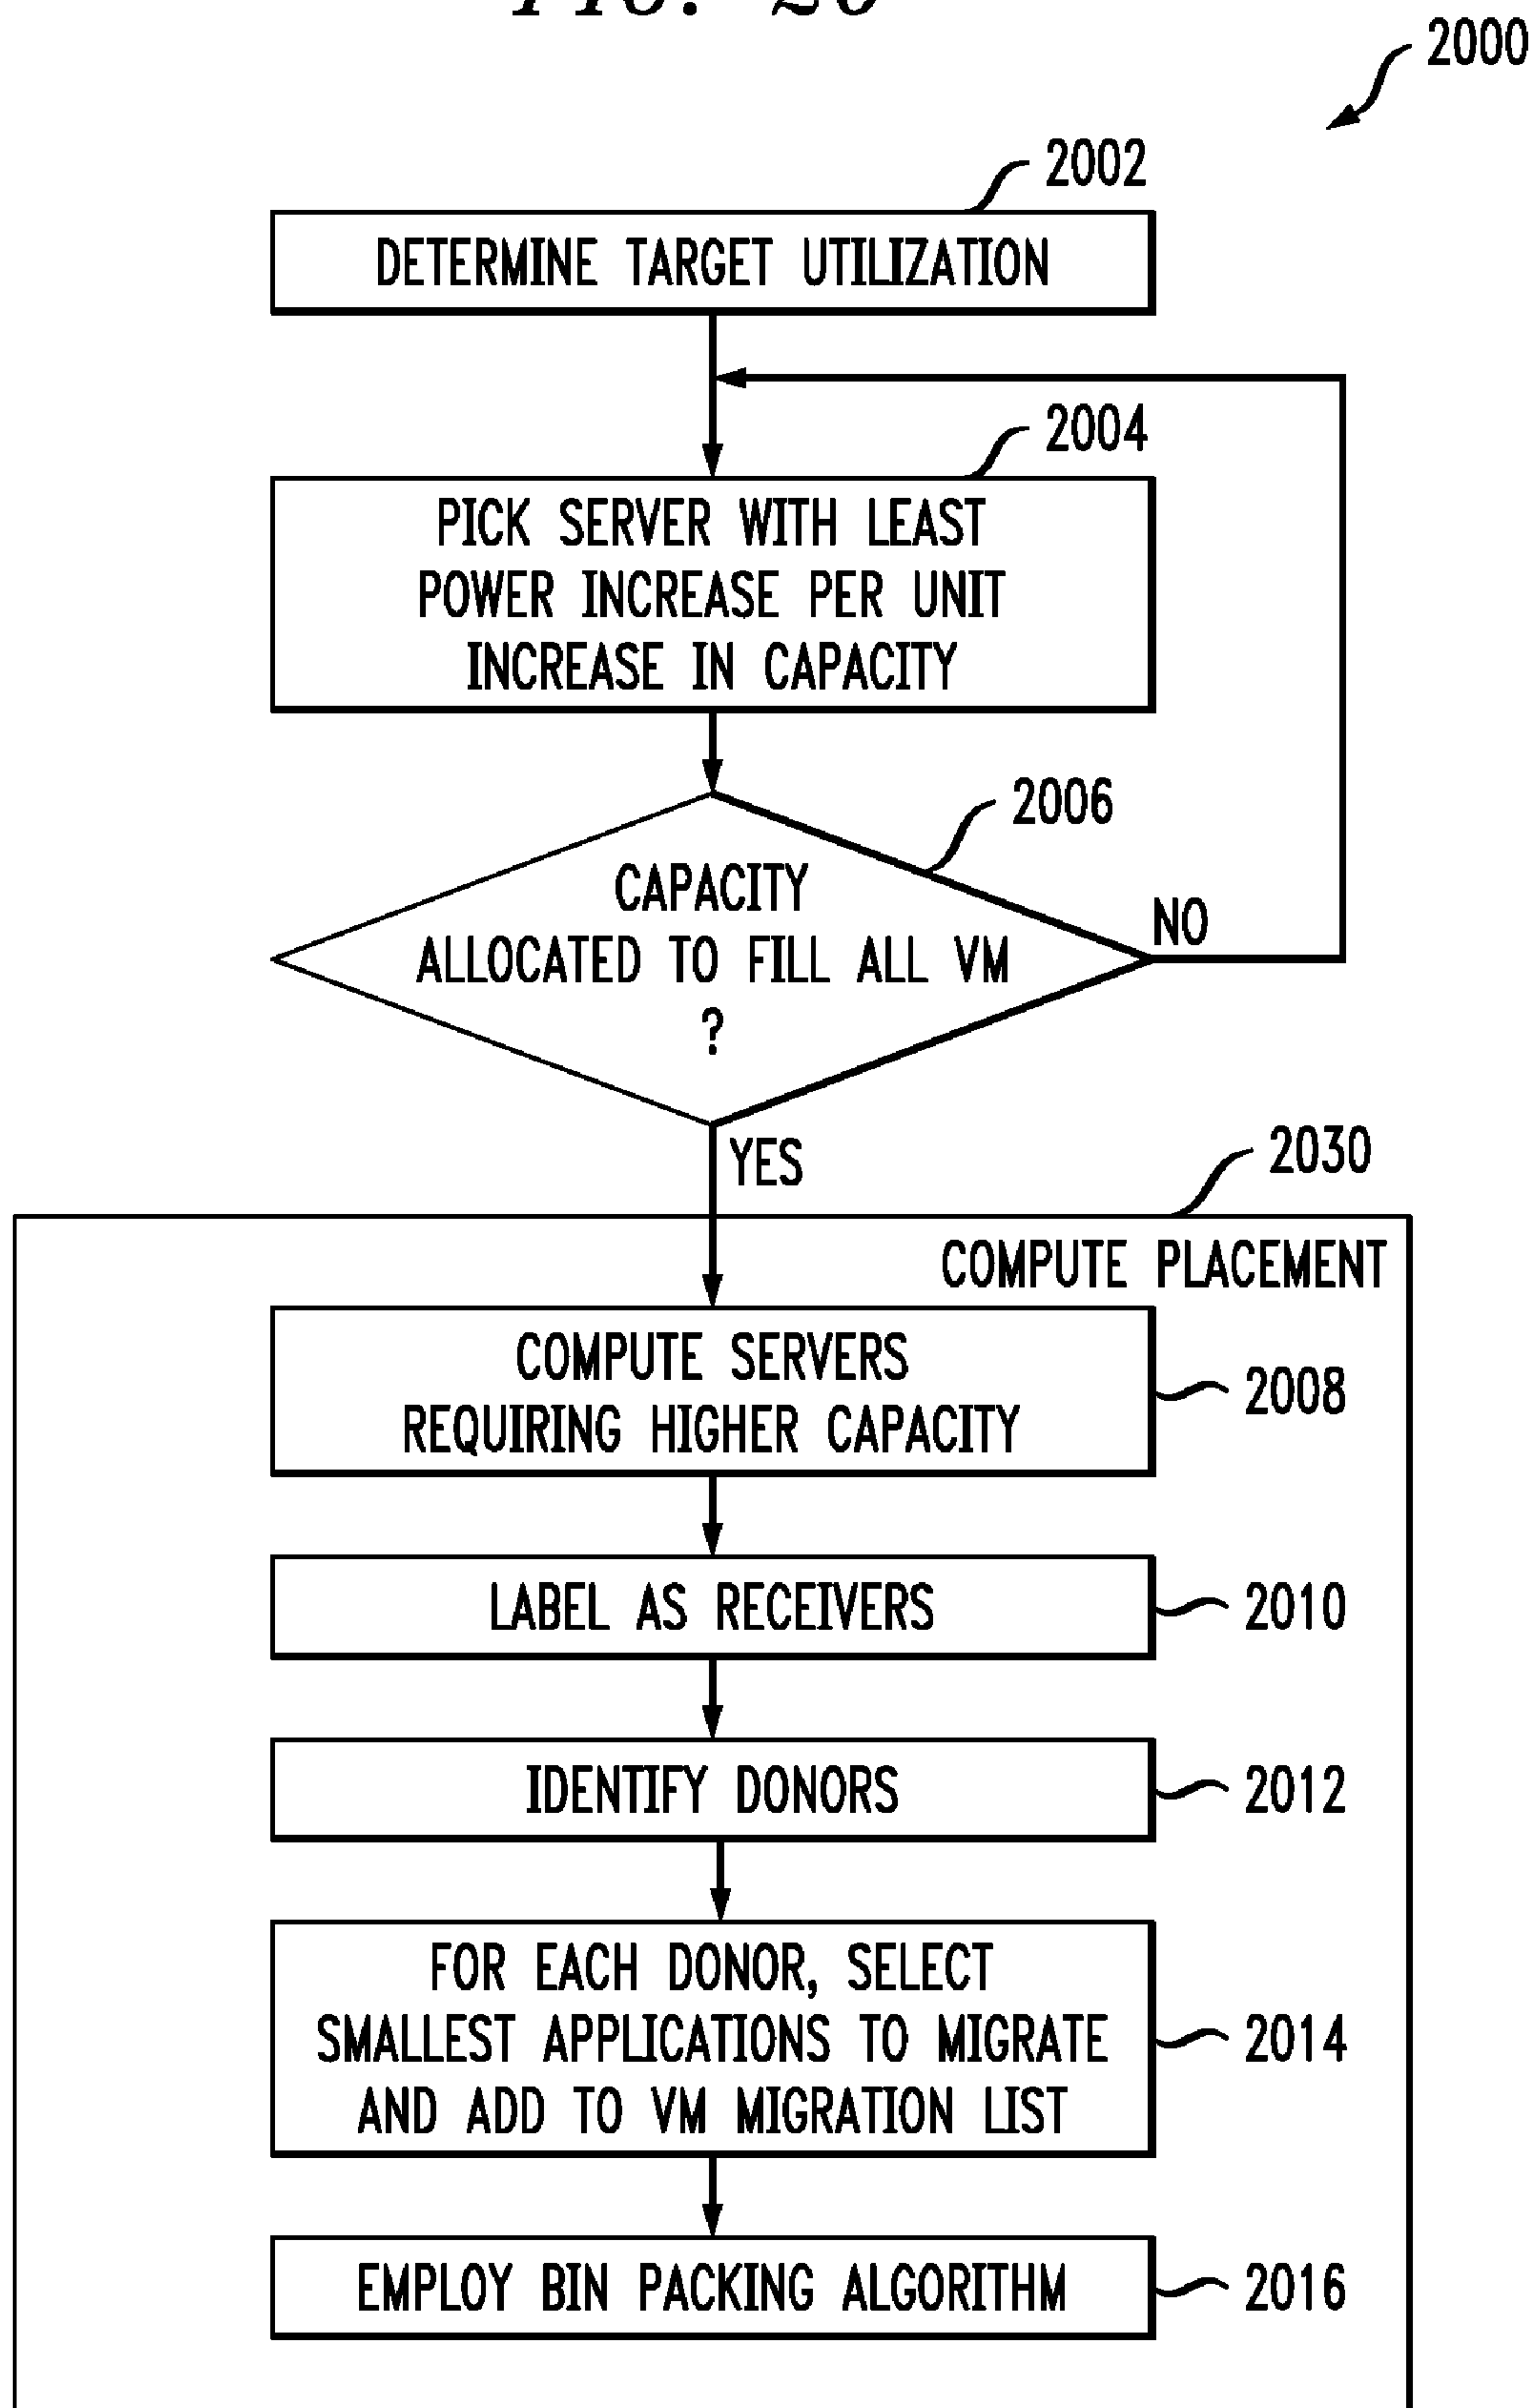 FIG. 20
2000
2002
DETERMINE TARGET UTILIZATION
2004
PICK SERVER WITH LEAST
POWER INCREASE PER UNIT
INCREASE IN CAPACITY
2006
CAPACITY
ALLOCATED TO FILL ALL VM
?
NO
YES
2030
COMPUTE PLACEMENT
COMPUTE SERVERS
REQUIRING HIGHER CAPACITY
2008
LABEL AS RECEIVERS
2010
IDENTIFY DONORS
2012
FOR EACH DONOR, SELECT
SMALLEST APPLICATIONS TO MIGRATE
AND ADD TO VM MIGRATION LIST
2014
EMPLOY BIN PACKING ALGORITHM
2016